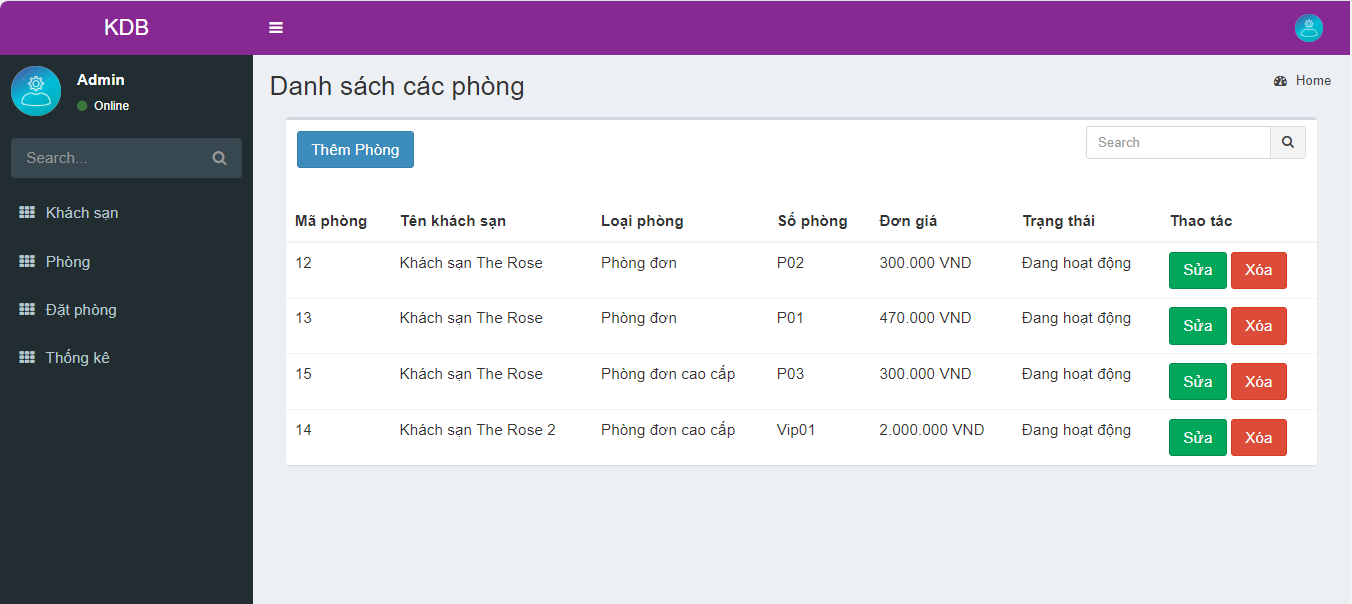 KDB
Admin
Online
Search...
Khách sạn
Phòng
Đặt phòng
Thống kê
Danh sách các phòng
Home
Thêm Phòng
Search
Mã phòng Tên khách sạn Loại phòng Số phòng Đơn giá Trạng thái Thao tác
12 Khách sạn The Rose Phòng đơn P02 300.000 VND Đang hoạt động Sửa Xóa
13 Khách sạn The Rose Phòng đơn P01 470.000 VND Đang hoạt động Sửa Xóa
15 Khách sạn The Rose Phòng đơn cao cấp P03 300.000 VND Đang hoạt động Sửa Xóa
14 Khách sạn The Rose 2 Phòng đơn cao cấp Vip01 2.000.000 VND Đang hoạt động Sửa Xóa